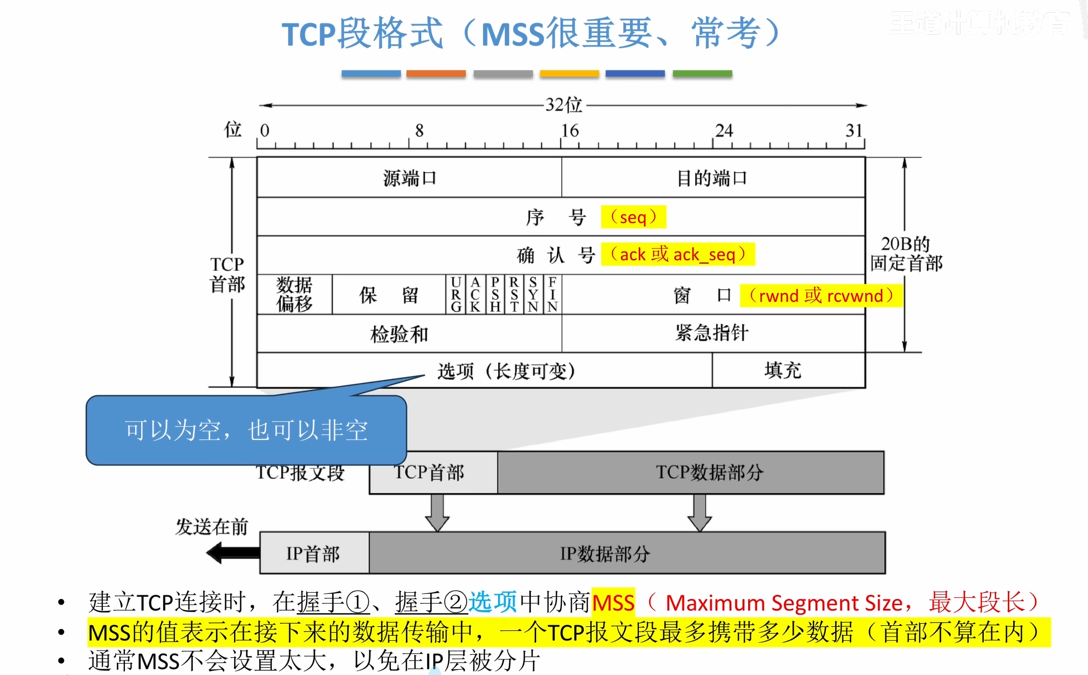 王道计算机教育
TCP段格式（MSS很重要、常考）
32位
位 0 8 16 24 31
源端口 目的端口
序 号 （seq）
确 认 号 （ack 或 ack_seq）
TCP首部
20B的固定首部
数据偏移 保 留 URG ACK PSH RST SYN FIN 窗 口 （rwnd 或 rcvwnd）
检验和 紧急指针
选项（长度可变） 填充
可以为空，也可以非空
TCP报文段 TCP首部 TCP数据部分
发送在前
IP首部 IP数据部分
• 建立TCP连接时，在握手①、握手②选项中协商MSS（ Maximum Segment Size，最大段长）
• MSS的值表示在接下来的数据传输中，一个TCP报文段最多携带多少数据（首部不算在内）
• 通常MSS不会设置太大，以免在IP层被分片